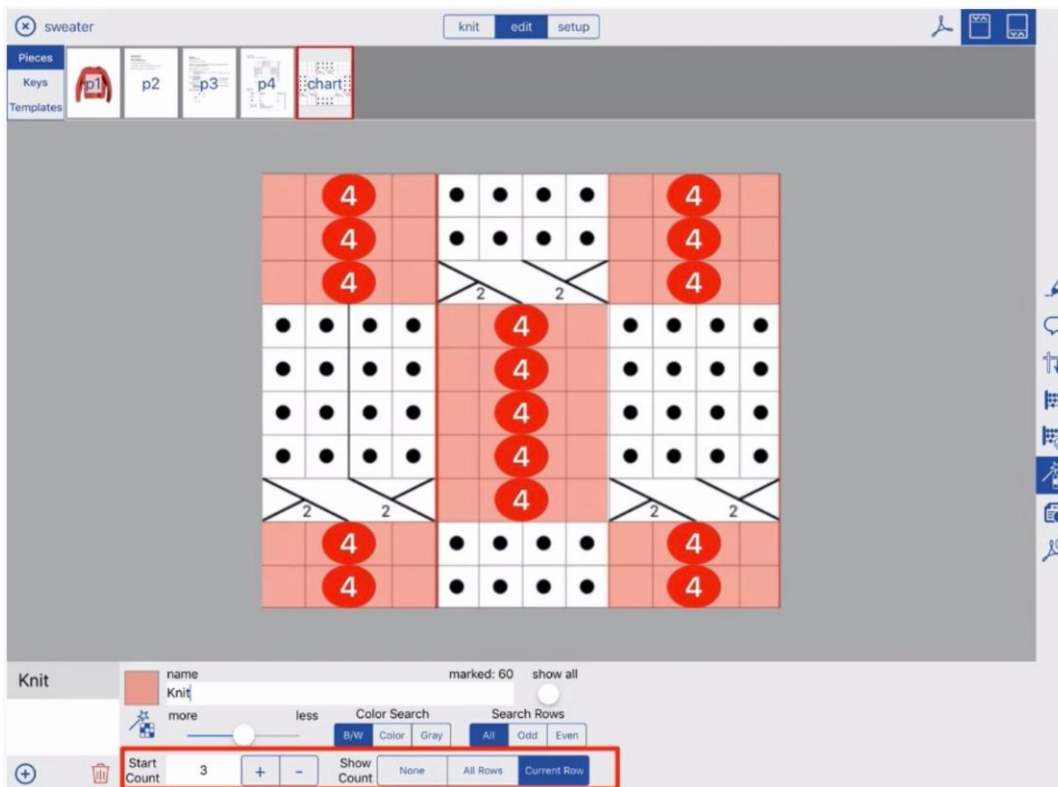 sweater
knit edit setup
Pieces
Keys
Templates
p1 p2 p3 p4 chart
4 4
4 4
4 4
2 2
4
4
4
4
4
2 2 2 2
4 4
4 4
Knit
name marked: 60 show all
Knit
more less Color Search Search Rows
B/W Color Gray All Odd Even
Start Show
3 + - None All Rows Current Row
Count Count